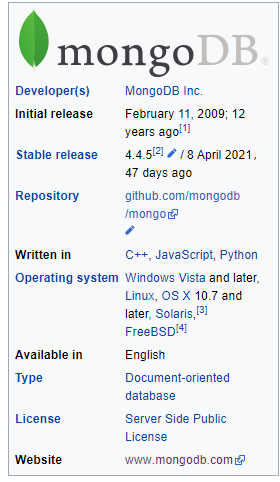 mongoDB®
Developer(s) MongoDB Inc.
Initial release February 11, 2009; 12
years ago[1]
Stable release 4.4.5[2] / 8 April 2021,
47 days ago
Repository github.com/mongodb
/mongo
Written in C++, JavaScript, Python
Operating system Windows Vista and later,
Linux, OS X 10.7 and
later, Solaris,[3]
FreeBSD[4]
Available in English
Type Document-oriented
database
License Server Side Public
License
Website www.mongodb.com